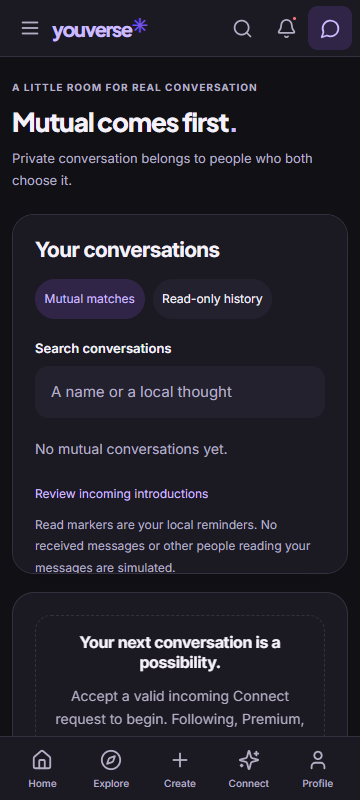 youverse
A LITTLE ROOM FOR REAL CONVERSATION
Mutual comes first.
Private conversation belongs to people who both
choose it.
Your conversations
Mutual matches
Read-only history
Search conversations
A name or a local thought
No mutual conversations yet.
Review incoming introductions
Read markers are your local reminders. No
received messages or other people reading your
messages are simulated.
Your next conversation is a
possibility.
Accept a valid incoming Connect
request to begin. Following, Premium,
Home
Explore
Create
Connect
Profile